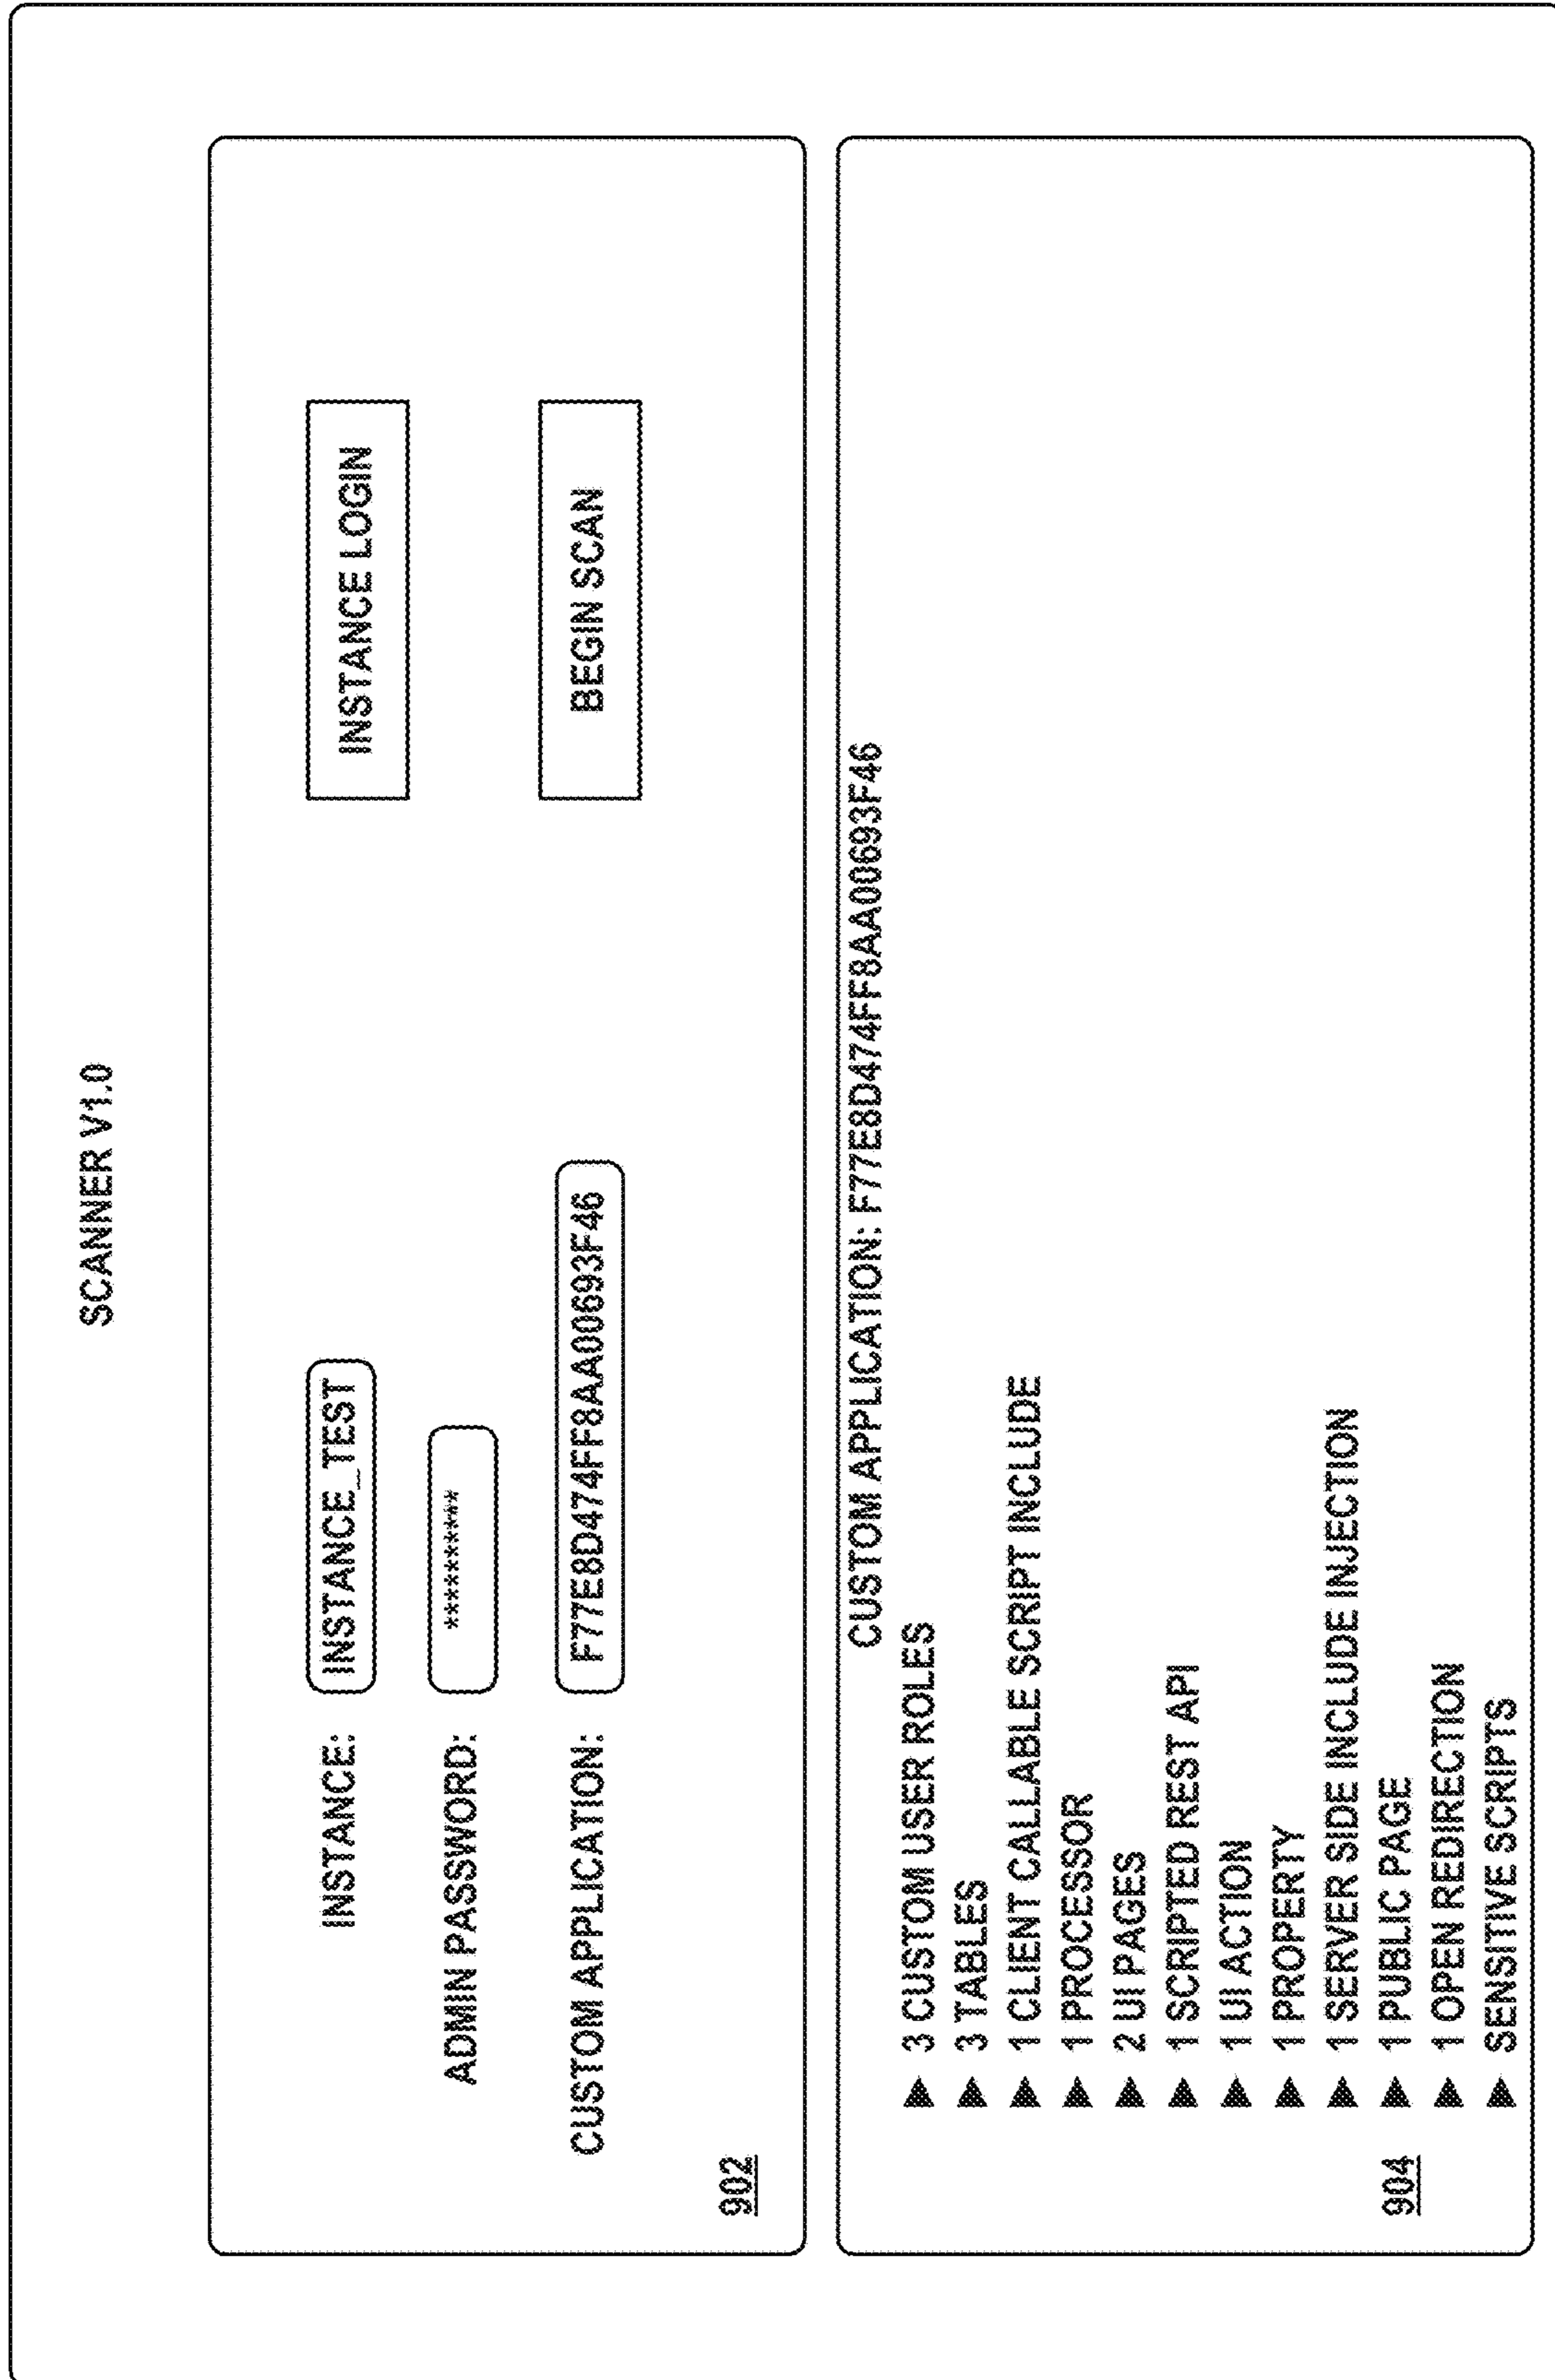 SCANNER V1.0
INSTANCE: INSTANCE_TEST INSTANCE LOGIN
ADMIN PASSWORD: **********
CUSTOM APPLICATION: F77E8D474FF8AA00693F46 BEGIN SCAN
902
CUSTOM APPLICATION: F77E8D474FF8AA00693F46
▶ 3 CUSTOM USER ROLES
▶ 3 TABLES
▶ 1 CLIENT CALLABLE SCRIPT INCLUDE
▶ 1 PROCESSOR
▶ 2 UI PAGES
▶ 1 SCRIPTED REST API
▶ 1 UI ACTION
▶ 1 PROPERTY
▶ 1 SERVER SIDE INCLUDE INJECTION
▶ 1 PUBLIC PAGE
▶ 1 OPEN REDIRECTION
▶ SENSITIVE SCRIPTS
904